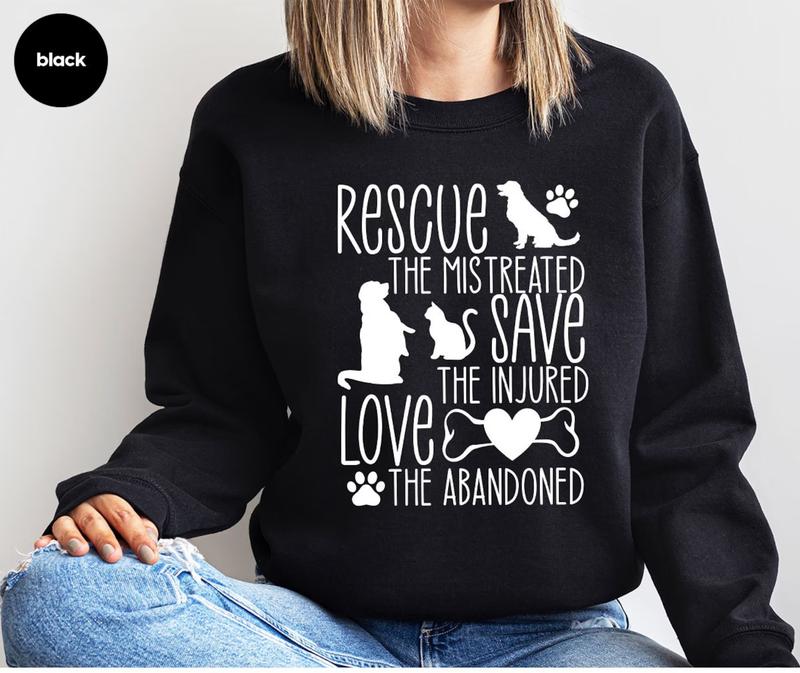 black
RESCUE
THE MISTREATED
SAVE
THE INJURED
LOVE
THE ABANDONED